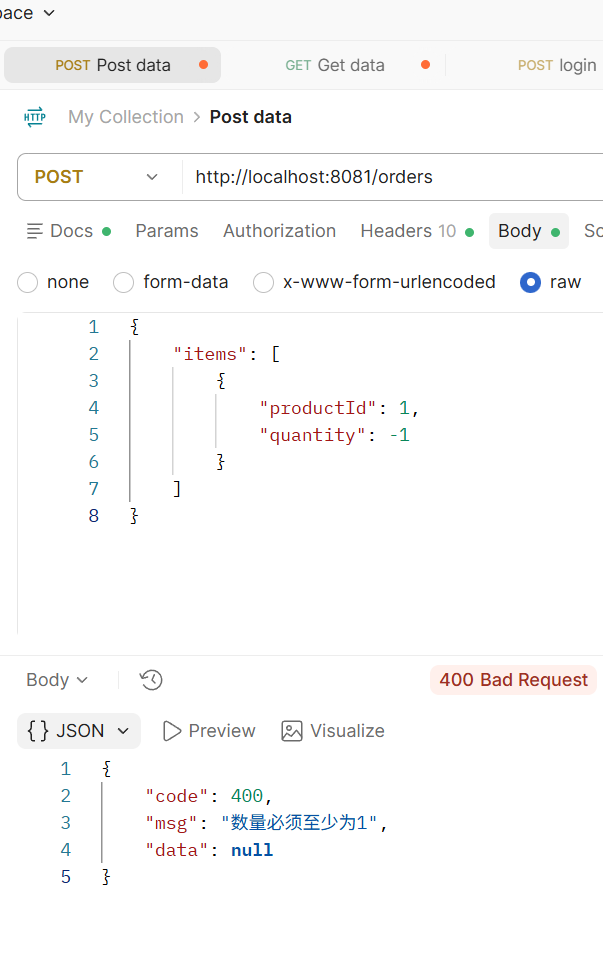 pace
POST Post data GET Get data POST login
HTTP My Collection > Post data
POST http://localhost:8081/orders
Docs Params Authorization Headers 10 Body Sc
none form-data x-www-form-urlencoded raw
1 {
2 "items": [
3 {
4 "productId": 1,
5 "quantity": -1
6 }
7 ]
8 }
Body 400 Bad Request
{} JSON Preview Visualize
1 {
2 "code": 400,
3 "msg": "数量必须至少为1",
4 "data": null
5 }